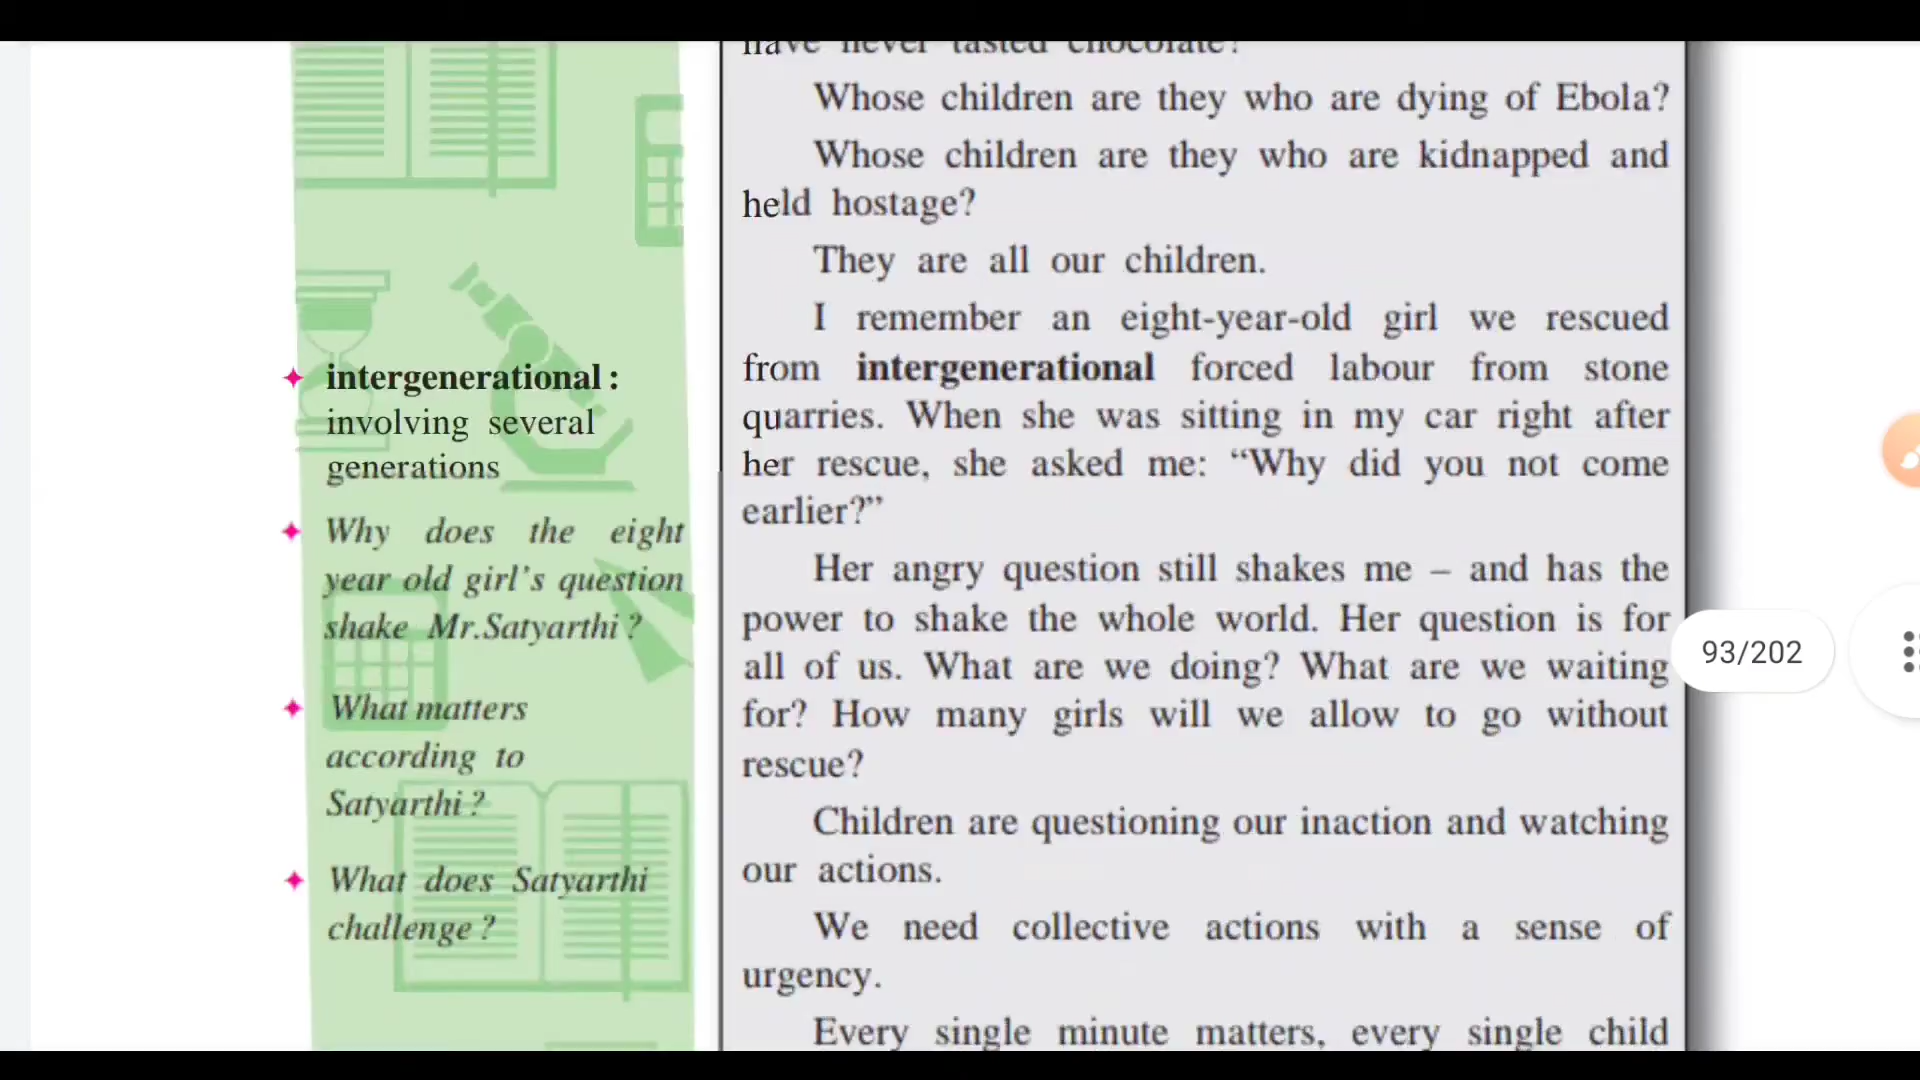 have never tasted chocolate?
Whose children are they who are dying of Ebola?
Whose children are they who are kidnapped and
held hostage?
They are all our children.
I remember an eight-year-old girl we rescued
from intergenerational forced labour from stone
quarries. When she was sitting in my car right after
her rescue, she asked me: “Why did you not come
earlier?”
Her angry question still shakes me – and has the
power to shake the whole world. Her question is for
all of us. What are we doing? What are we waiting
for? How many girls will we allow to go without
rescue?
Children are questioning our inaction and watching
our actions.
We need collective actions with a sense of
urgency.
Every single minute matters, every single child
intergenerational :
involving several
generations
Why does the eight
year old girl's question
shake Mr.Satyarthi ?
What matters
according to
Satyarthi ?
What does Satyarthi
challenge ?
93/202